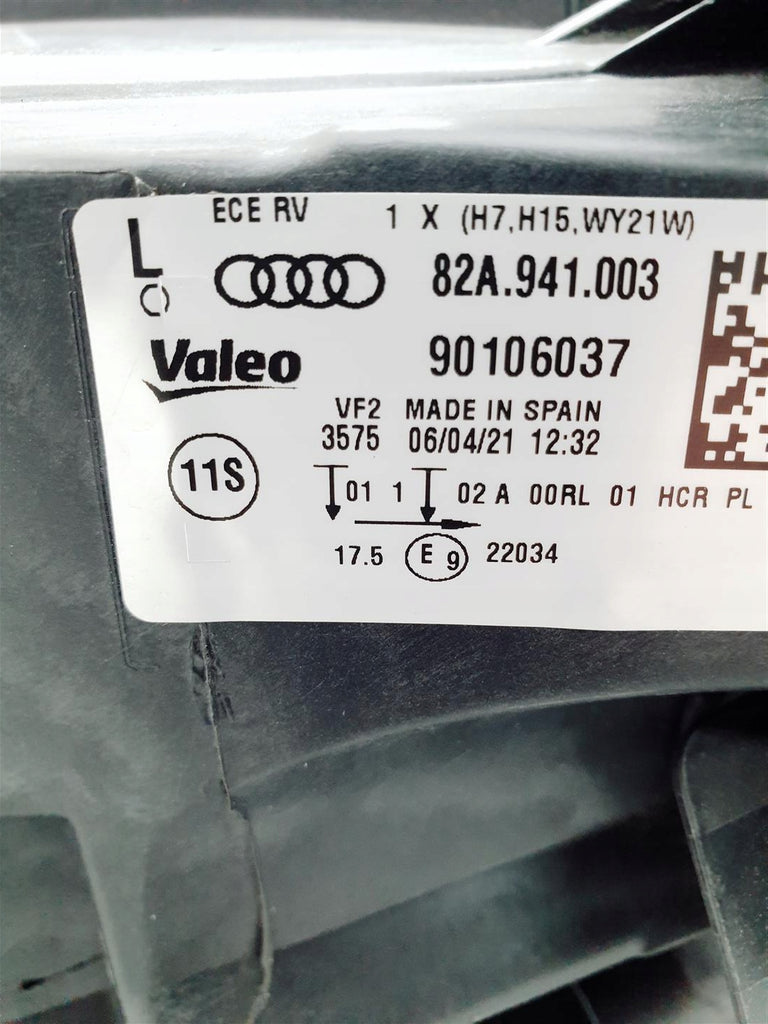 L ECE RV 1 X (H7,H15,WY21W)
82A.941.003
Valeo 90106037
VF2 MADE IN SPAIN
3575 06/04/21 12:32
11S
01 1 02 A 00RL 01 HCR PL
17.5 E 9 22034